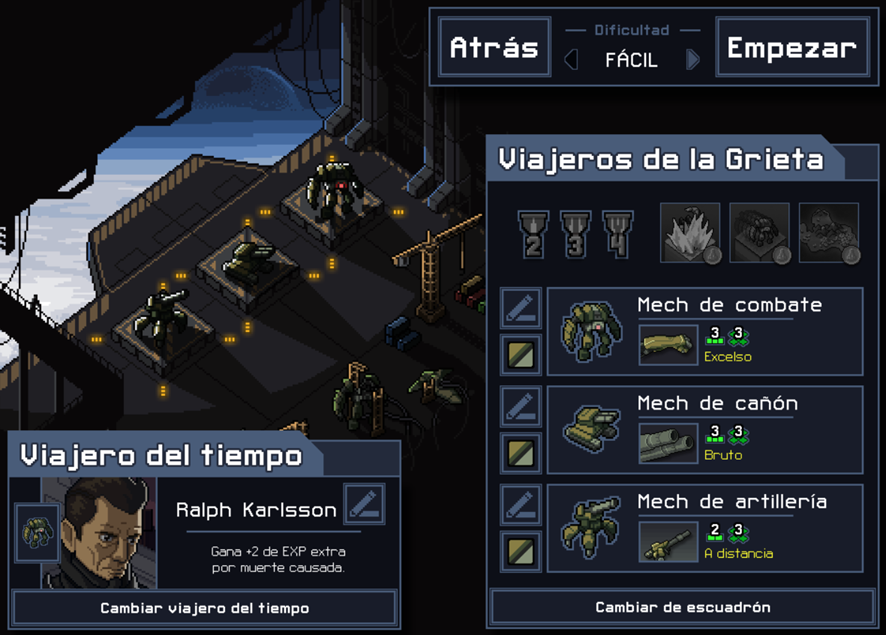 Dificultad
Atrás
FÁCIL
Empezar
Viajeros de la Grieta
2 3 4
Mech de combate
3 3
Excelso
Mech de cañón
3 3
Bruto
Mech de artillería
2 3
A distancia
Cambiar de escuadrón
Viajero del tiempo
Ralph Karlsson
Gana +2 de EXP extra
por muerte causada.
Cambiar viajero del tiempo